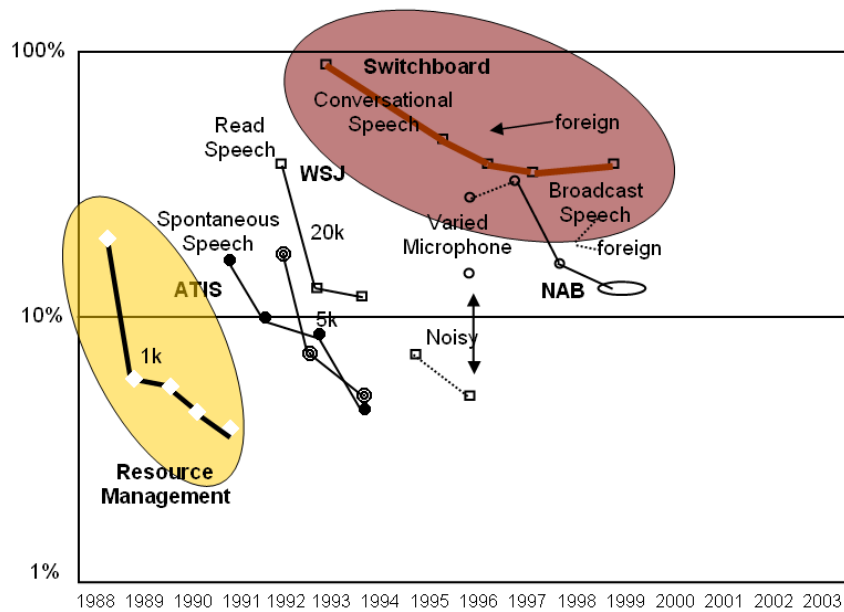 100%
Switchboard
Conversational
Speech
foreign
Read
Speech
WSJ
Broadcast
Speech
Spontaneous
Speech
20k
Varied
Microphone
foreign
ATIS
NAB
10%
5k
Noisy
1k
Resource
Management
1%
1988 1989 1990 1991 1992 1993 1994 1995 1996 1997 1998 1999 2000 2001 2002 2003